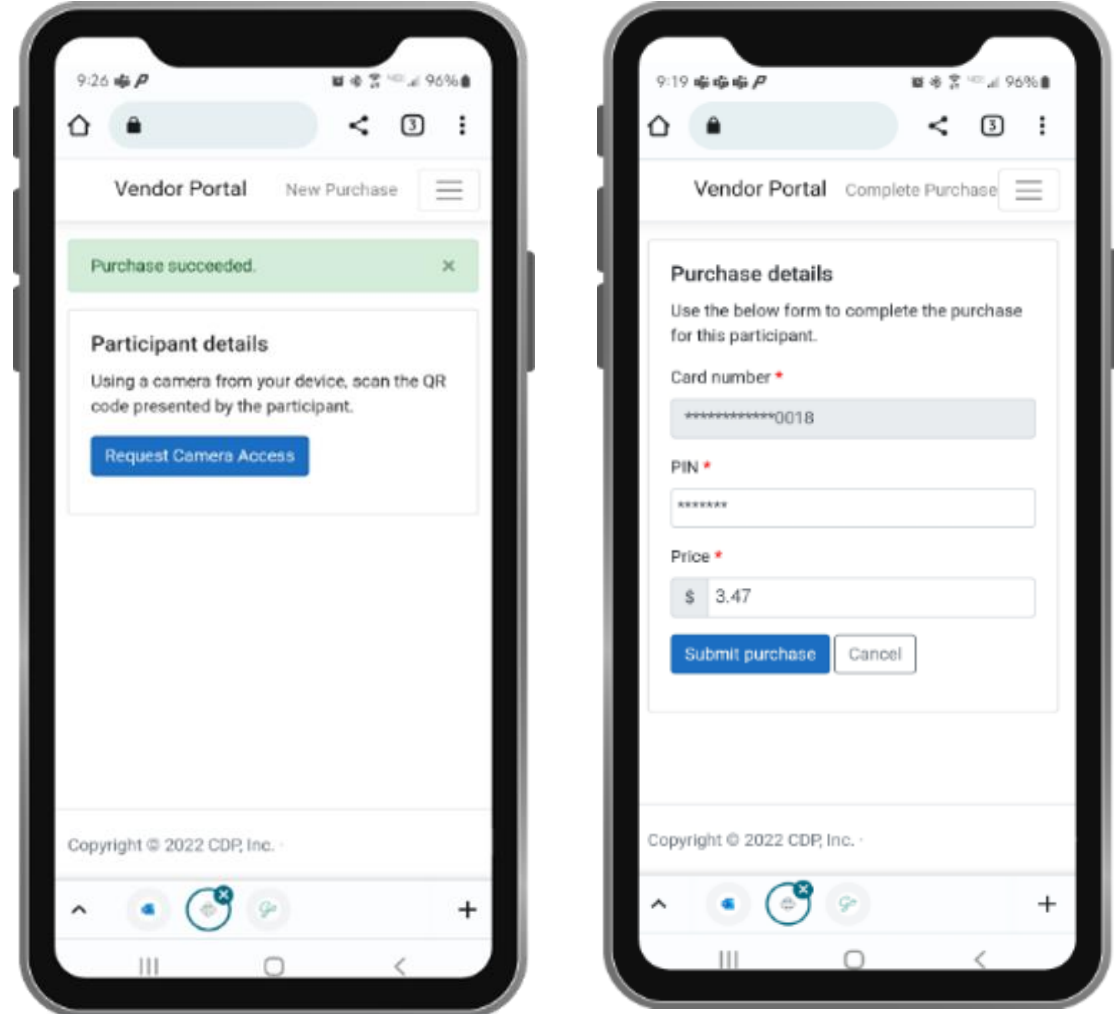 9:26
96%
3
Vendor Portal New Purchase
Purchase succeeded. ×
Participant details
Using a camera from your device, scan the QR
code presented by the participant.
Request Camera Access
Copyright © 2022 CDP, Inc. ·
9:19
96%
3
Vendor Portal Complete Purchase
Purchase details
Use the below form to complete the purchase
for this participant.
Card number *
************0018
PIN *
*******
Price *
$ 3.47
Submit purchase Cancel
Copyright © 2022 CDP, Inc. ·